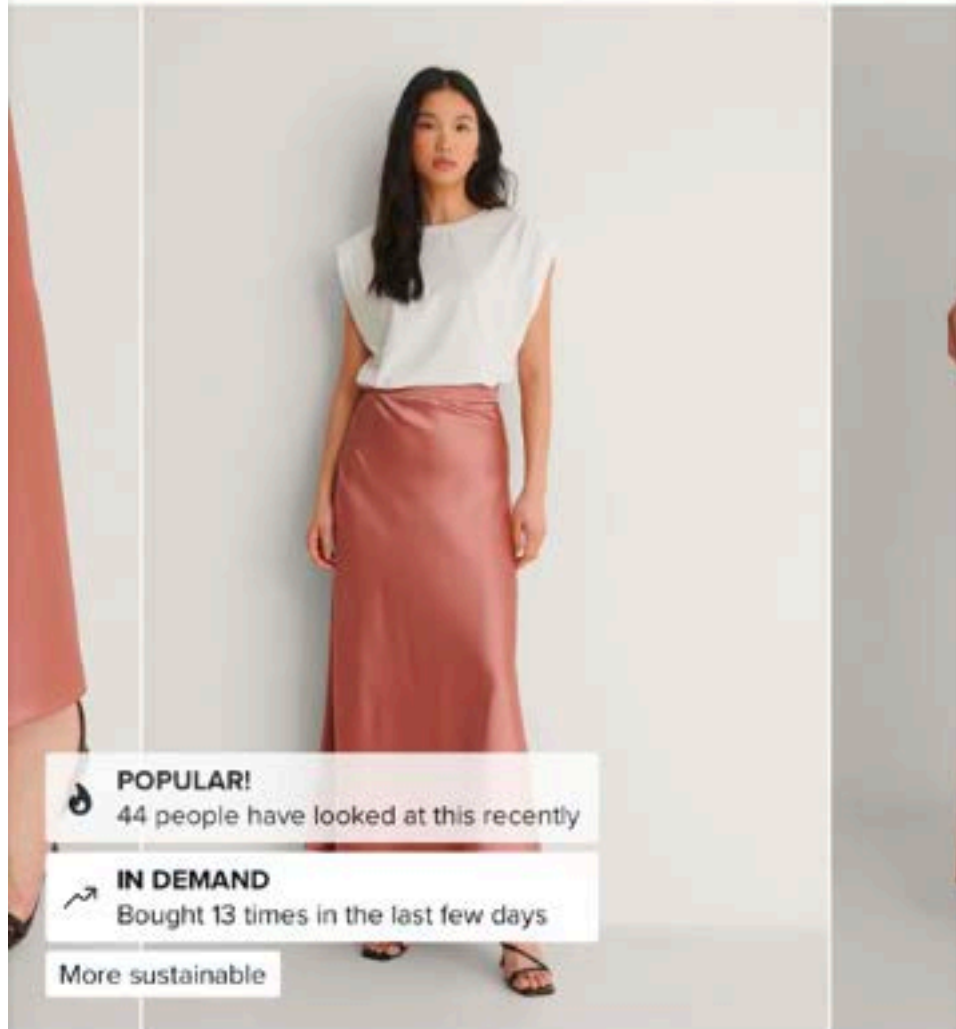 POPULAR!
44 people have looked at this recently
IN DEMAND
Bought 13 times in the last few days
More sustainable